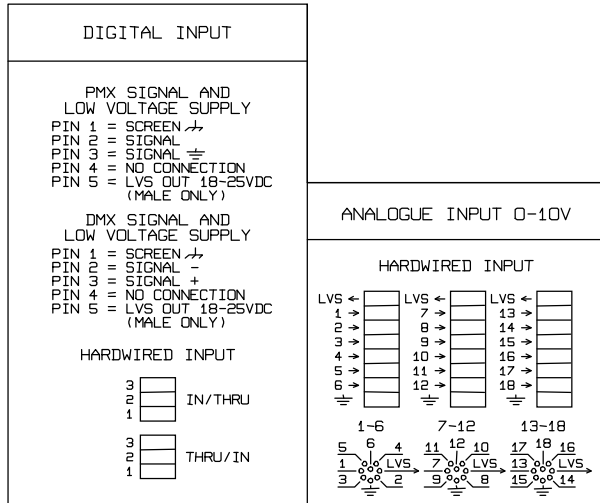 DIGITAL INPUT
PMX SIGNAL AND
LOW VOLTAGE SUPPLY
PIN 1 = SCREEN
PIN 2 = SIGNAL
PIN 3 = SIGNAL
PIN 4 = NO CONNECTION
PIN 5 = LVS OUT 18-25VDC
(MALE ONLY)
DMX SIGNAL AND
LOW VOLTAGE SUPPLY
PIN 1 = SCREEN
PIN 2 = SIGNAL -
PIN 3 = SIGNAL +
PIN 4 = NO CONNECTION
PIN 5 = LVS OUT 18-25VDC
(MALE ONLY)
HARDWIRED INPUT
3
2 IN/THRU
1
3
2 THRU/IN
1
ANALOGUE INPUT 0-10V
HARDWIRED INPUT
LVS ← LVS ← LVS ←
1 → 7 → 13 →
2 → 8 → 14 →
3 → 9 → 15 →
4 → 10 → 16 →
5 → 11 → 17 →
6 → 12 → 18 →
1-6 7-12 13-18
5 6 4 11 12 10 17 18 16
1 LVS 7 LVS 13 LVS
3 2 9 8 15 14